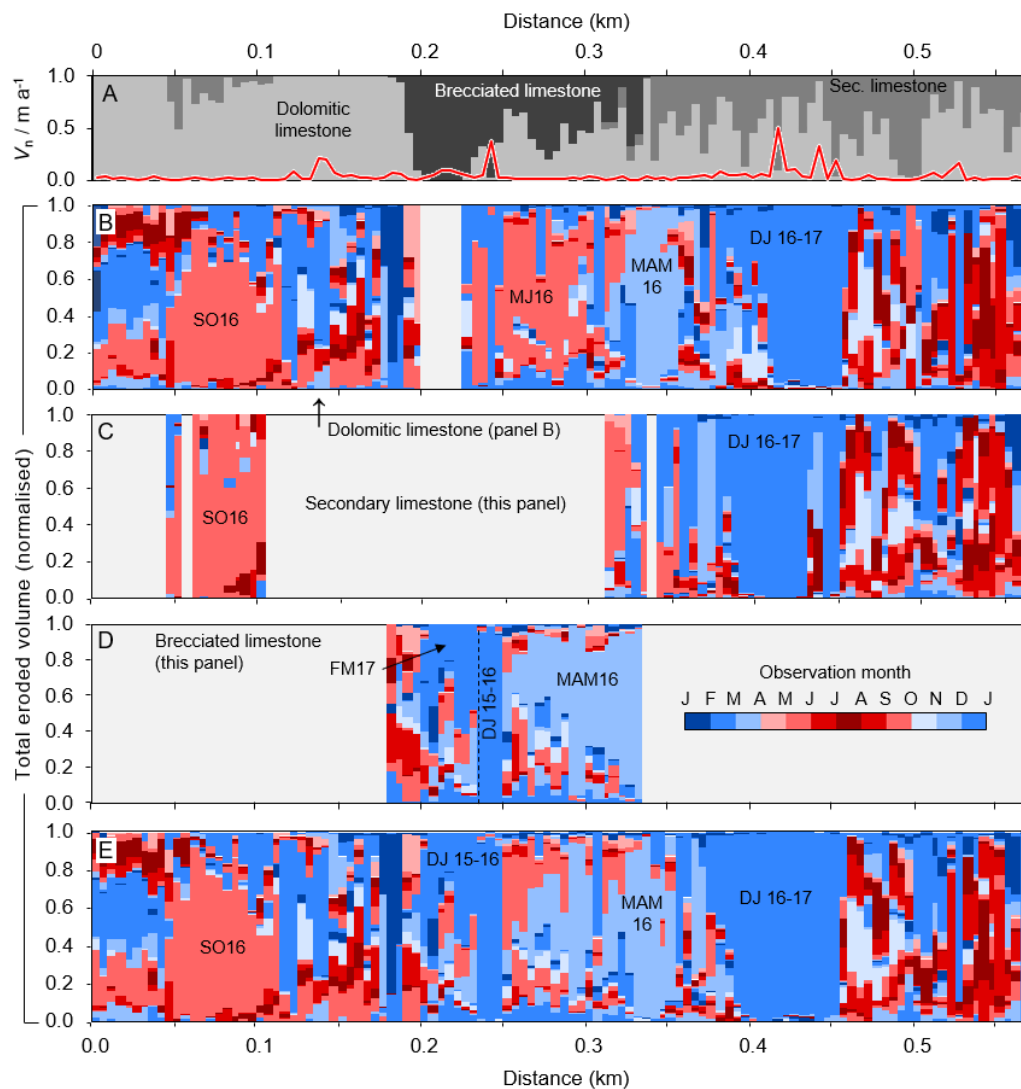 Distance (km)
0 0.1 0.2 0.3 0.4 0.5
Vn / m a-1
1.0
0.5
0.0
A
Dolomitic
limestone
Brecciated limestone
Sec. limestone
Total eroded volume (normalised)
1.0
0.8
0.6
0.4
0.2
0.0
B
SO16
MJ16
MAM
16
DJ 16-17
1.0
0.8
0.6
0.4
0.2
0.0
C
↑
Dolomitic limestone (panel B)
Secondary limestone (this panel)
SO16
DJ 16-17
1.0
0.8
0.6
0.4
0.2
0.0
D
Brecciated limestone
(this panel)
FM17
DJ 15-16
MAM16
Observation month
J F M A M J J A S O N D J
1.0
0.8
0.6
0.4
0.2
0.0
E
SO16
DJ 15-16
MAM
16
DJ 16-17
0.0 0.1 0.2 0.3 0.4 0.5
Distance (km)